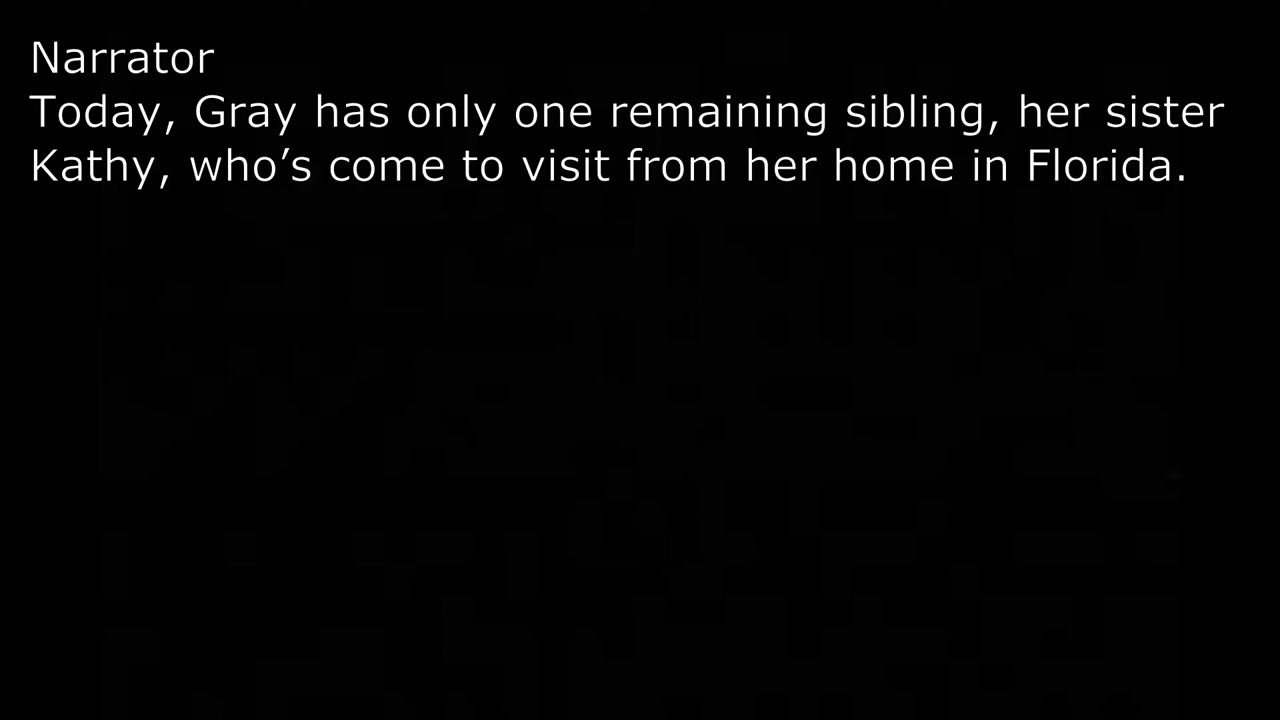 Narrator
Today, Gray has only one remaining sibling, her sister
Kathy, who’s come to visit from her home in Florida.